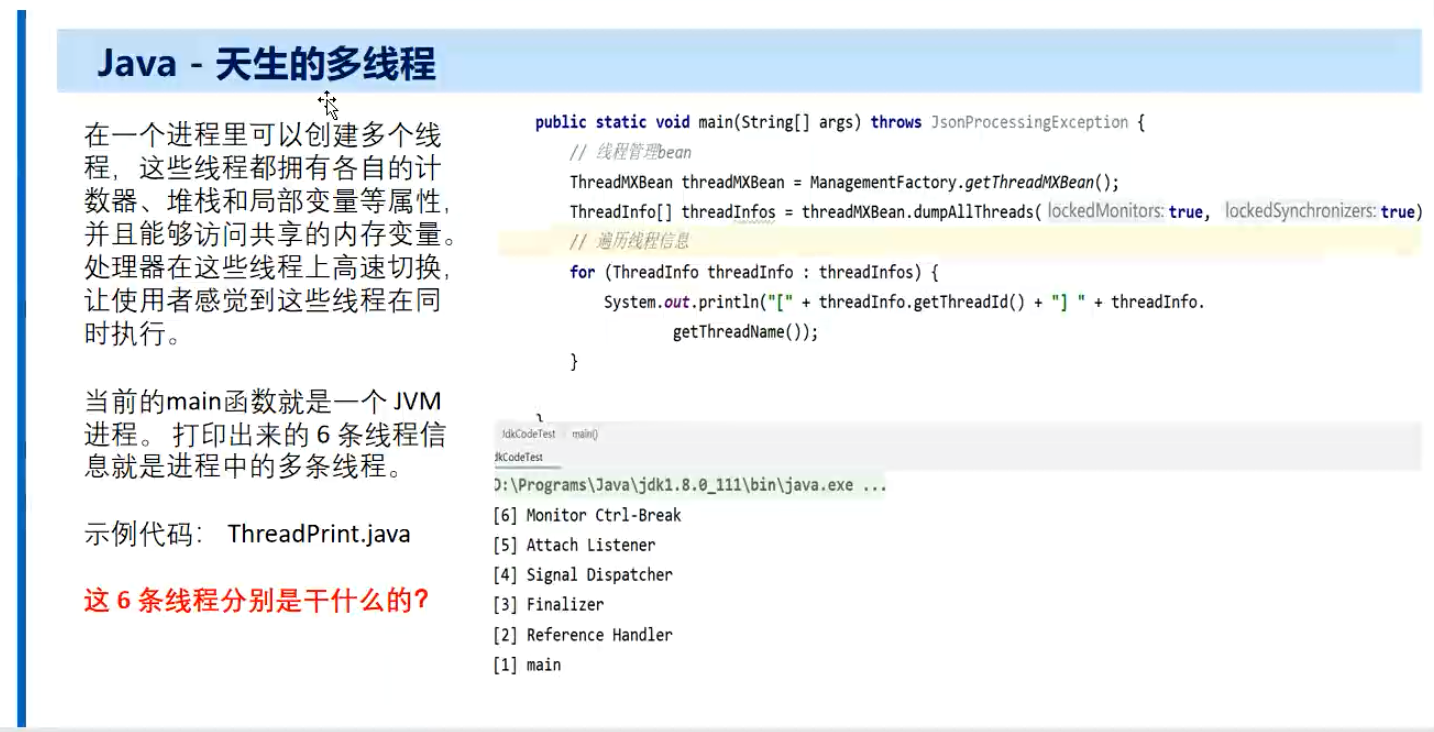 Java - 天生的多线程
在一个进程里可以创建多个线
程，这些线程都拥有各自的计
数器、堆栈和局部变量等属性，
并且能够访问共享的内存变量。
处理器在这些线程上高速切换，
让使用者感觉到这些线程在同
时执行。
当前的main函数就是一个 JVM
进程。 打印出来的 6 条线程信
息就是进程中的多条线程。
示例代码： ThreadPrint.java
这 6 条线程分别是干什么的？
public static void main(String[] args) throws JsonProcessingException {
// 线程管理bean
ThreadMXBean threadMXBean = ManagementFactory.getThreadMXBean();
ThreadInfo[] threadInfos = threadMXBean.dumpAllThreads( lockedMonitors: true, lockedSynchronizers: true)
// 遍历线程信息
for (ThreadInfo threadInfo : threadInfos) {
System.out.println("[" + threadInfo.getThreadId() + "] " + threadInfo.
getThreadName());
}
}
JdkCodeTest main()
dkCodeTest
D:\Programs\Java\jdk1.8.0_111\bin\java.exe ...
[6] Monitor Ctrl-Break
[5] Attach Listener
[4] Signal Dispatcher
[3] Finalizer
[2] Reference Handler
[1] main